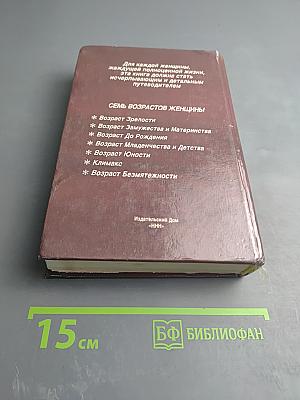 Для каждой женщины,
жаждущей полноценной жизни,
эта книга должна стать
исчерпывающим и детальным
путеводителем
СЕМЬ ВОЗРАСТОВ ЖЕНЩИНЫ
* Возраст Зрелости
* Возраст Замужества и Материнства
* Возраст До Рождения
* Возраст Младенчества и Детства
* Возраст Юности
* Климакс
* Возраст Безмятежности
Издательский Дом
«ННН»
15 см
БФ БИБЛИОФАН